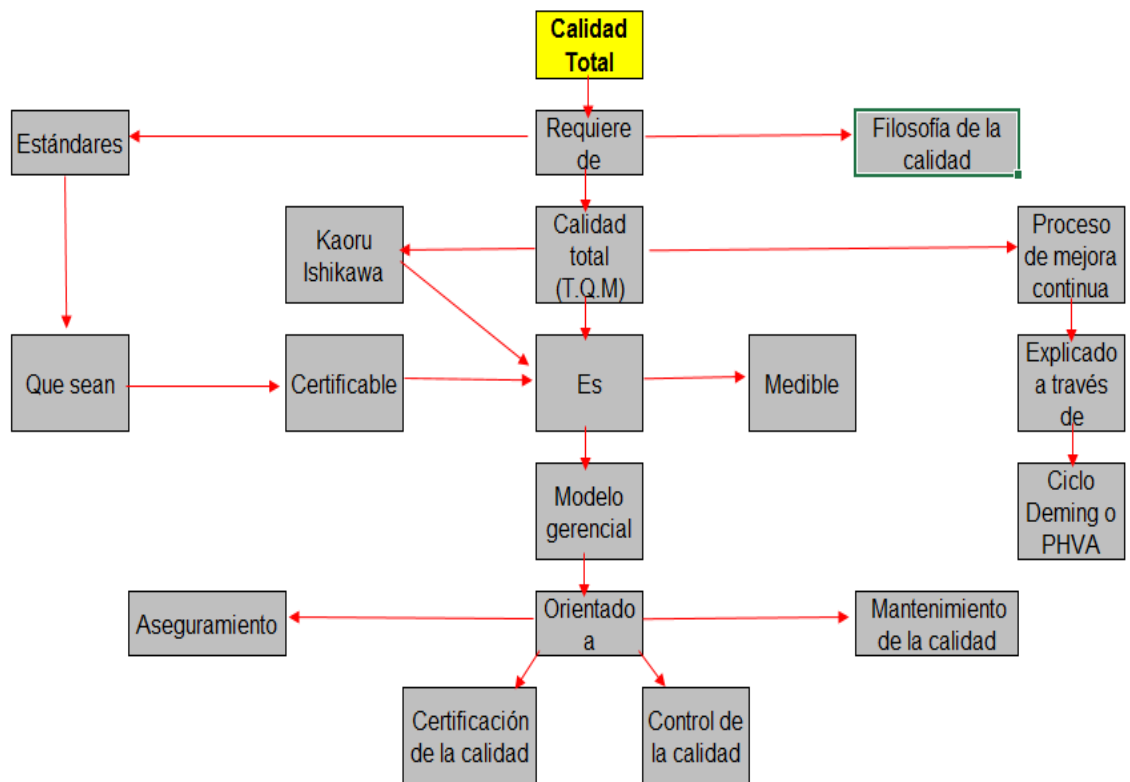 Calidad
Total
Estándares
Requiere
de
Filosofía de la
calidad
Kaoru
Ishikawa
Calidad
total
(T.Q.M)
Proceso
de mejora
continua
Que sean
Certificable
Es
Medible
Explicado
a través
de
Modelo
gerencial
Ciclo
Deming o
PHVA
Aseguramiento
Orientado
a
Mantenimiento
de la calidad
Certificación
de la calidad
Control de
la calidad